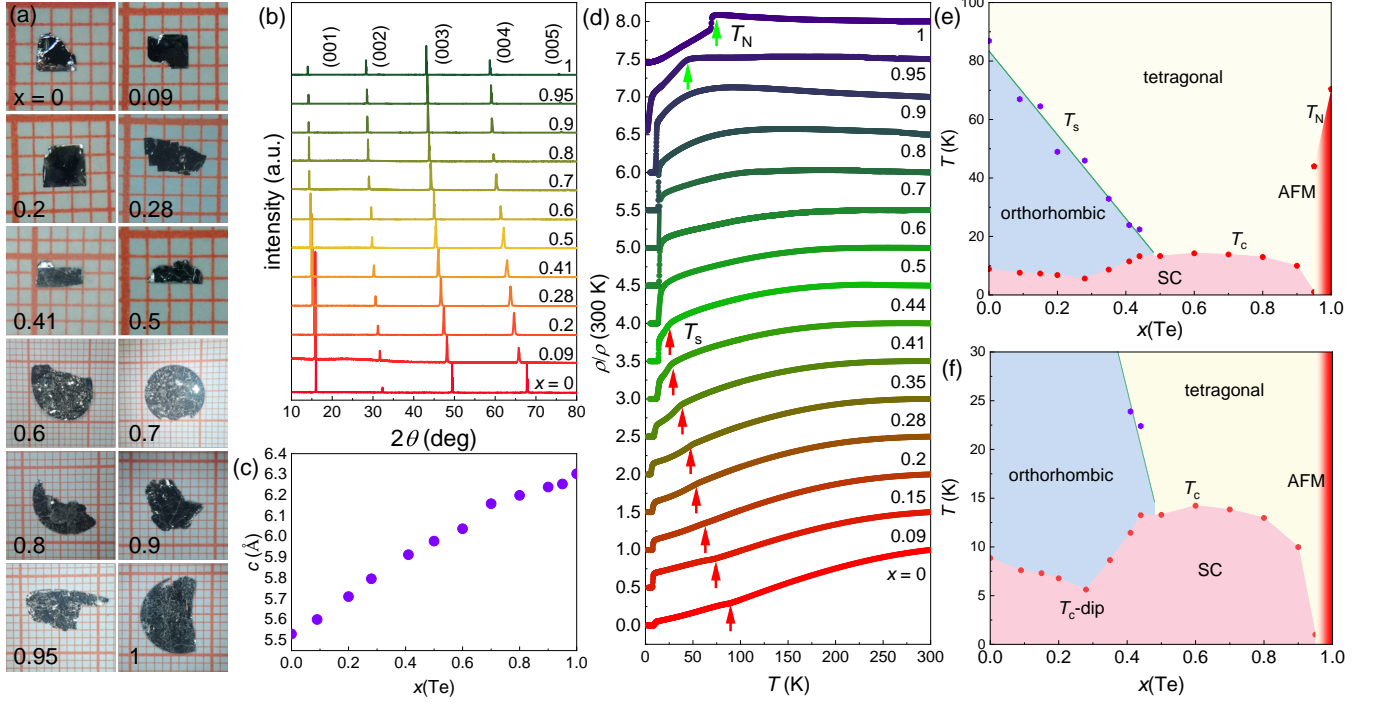 (a)
x = 0
0.09
0.2
0.28
0.41
0.5
0.6
0.7
0.8
0.9
0.95
1
(b)
(001)
(002)
(003)
(004)
(005)
1
0.95
0.9
0.8
0.7
0.6
0.5
0.41
0.28
0.2
0.09
x = 0
intensity (a.u.)
10 20 30 40 50 60 70 80
2θ (deg)
(c)
6.4
6.3
6.2
6.1
6.0
5.9
5.8
5.7
5.6
5.5
c (Å)
0.0 0.2 0.4 0.6 0.8 1.0
x(Te)
(d)
8.0
7.5
7.0
6.5
6.0
5.5
5.0
4.5
4.0
3.5
3.0
2.5
2.0
1.5
1.0
0.5
0.0
ρ/ρ (300 K)
TN
1
0.95
0.9
0.8
0.7
0.6
0.5
0.44
Ts
0.41
0.35
0.28
0.2
0.15
0.09
x = 0
0 50 100 150 200 250 300
T (K)
(e)
100
80
60
40
20
0
T (K)
tetragonal
Ts
TN
AFM
orthorhombic
Tc
SC
0.0 0.2 0.4 0.6 0.8 1.0
x(Te)
(f)
30
25
20
15
10
5
0
T (K)
tetragonal
orthorhombic
AFM
Tc
SC
Tc-dip
0.0 0.2 0.4 0.6 0.8 1.0
x(Te)